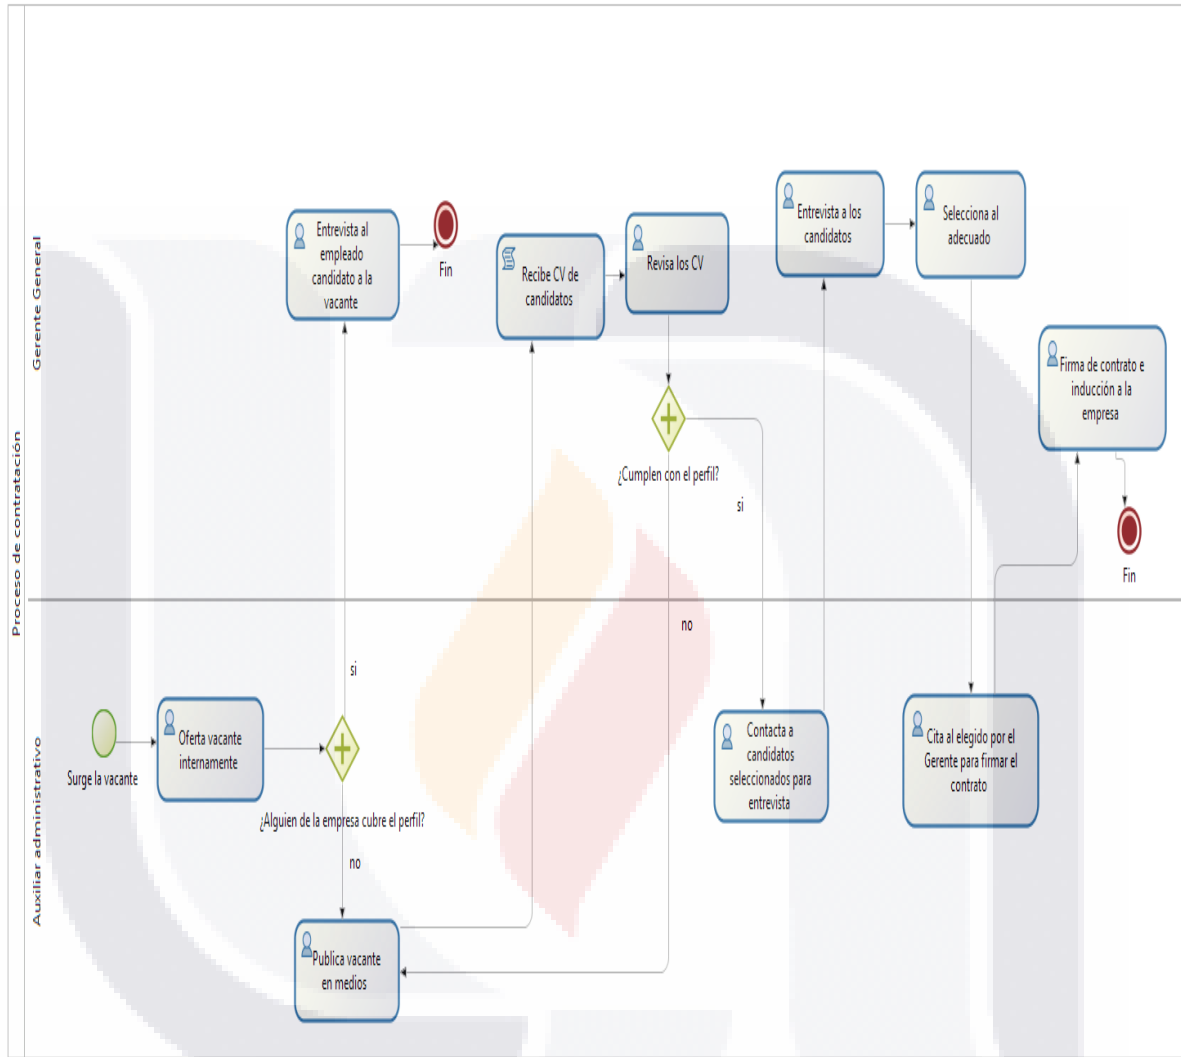 Proceso de contratación
Gerente General
Entrevista al
empleado
candidato a la
vacante
Fin
Recibe CV de
candidatos
Revisa los CV
¿Cumplen con el perfil?
si
no
Entrevista a los
candidatos
Selecciona al
adecuado
Firma de contrato e
inducción a la
empresa
Fin
Auxiliar administrativo
Surge la vacante
Oferta vacante
internamente
si
¿Alguien de la empresa cubre el perfil?
no
Publica vacante
en medios
Contacta a
candidatos
seleccionados para
entrevista
Cita al elegido por el
Gerente para firmar el
contrato